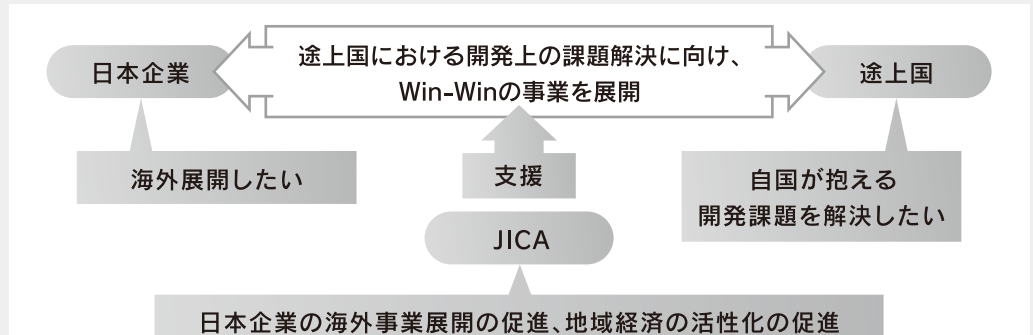 日本企業
途上国における開発上の課題解決に向け、
Win-Winの事業を展開
途上国
海外展開したい
支援
自国が抱える
開発課題を解決したい
JICA
日本企業の海外事業展開の促進、地域経済の活性化の促進